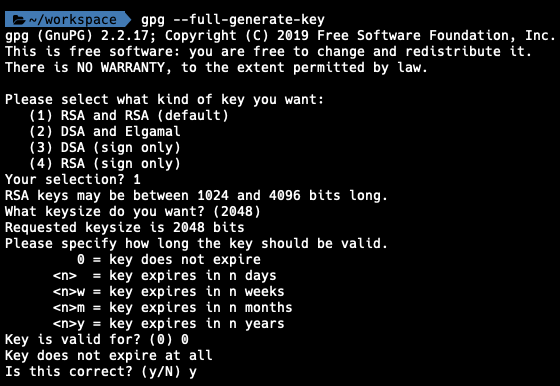 ~/workspace gpg --full-generate-key
gpg (GnuPG) 2.2.17; Copyright (C) 2019 Free Software Foundation, Inc.
This is free software: you are free to change and redistribute it.
There is NO WARRANTY, to the extent permitted by law.
Please select what kind of key you want:
(1) RSA and RSA (default)
(2) DSA and Elgamal
(3) DSA (sign only)
(4) RSA (sign only)
Your selection? 1
RSA keys may be between 1024 and 4096 bits long.
What keysize do you want? (2048)
Requested keysize is 2048 bits
Please specify how long the key should be valid.
0 = key does not expire
<n> = key expires in n days
<n>w = key expires in n weeks
<n>m = key expires in n months
<n>y = key expires in n years
Key is valid for? (0) 0
Key does not expire at all
Is this correct? (y/N) y